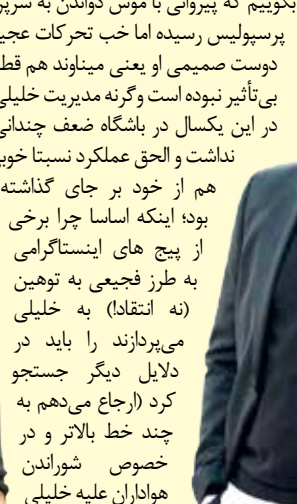 بگوییم که پیروانی با موش دواندن به سرپر
پرسپولیس رسیده اما خب تحرکات عجیب
دوست صمیمی او یعنی میناوند هم قط
بی‌تأثیر نبوده است وگرنه مدیریت خلیلی
در این یکسال در باشگاه ضعف چندانی
نداشت و الحق عملکرد نسبتا خوبی
هم از خود بر جای گذاشته
بود؛ اینکه اساسا چرا برخی
از پیج های اینستاگرامی
به طرز فجیعی به توهین
(نه انتقاد!) به خلیلی
می‌پردازند را باید در
دلایل دیگر جستجو
کرد (ارجاع می‌دهم به
چند خط بالاتر و در
خصوص شوراندن
هواداران علیه خلیلی